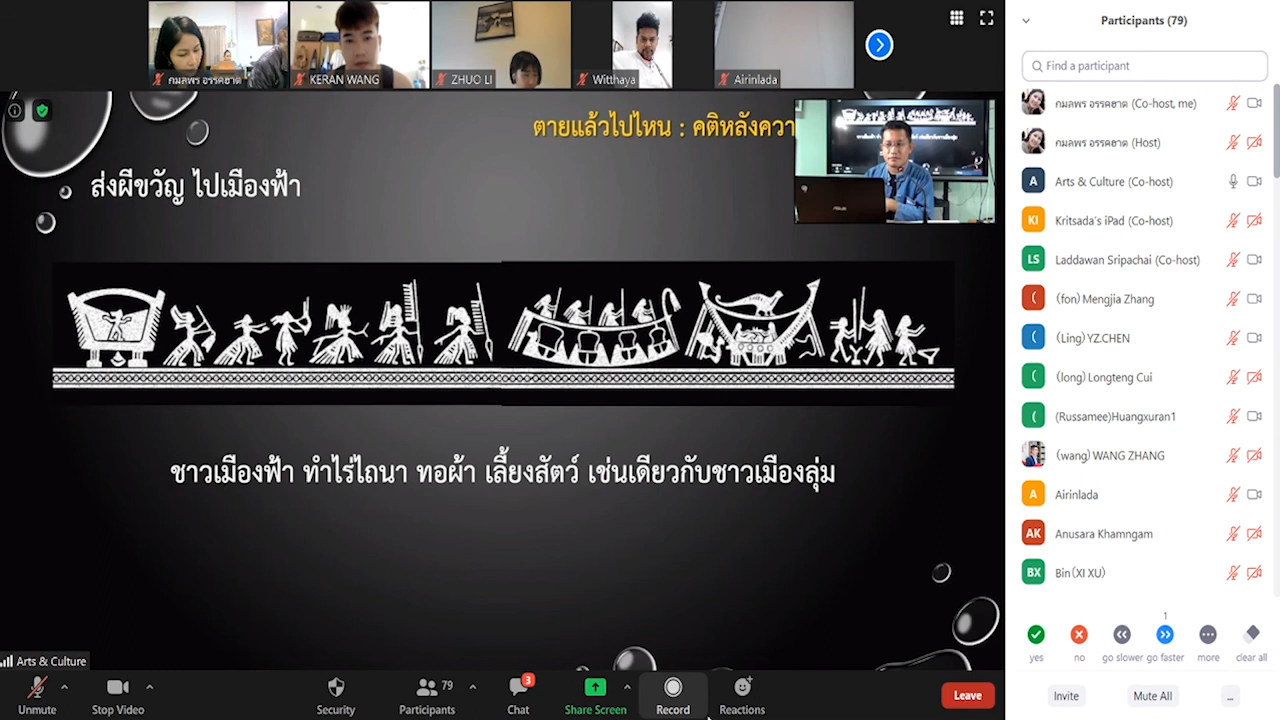 กมลพร อรรคฮาด
KERAN WANG
ZHUO LI
Witthaya
Airinlada
ตายแล้วไปไหน : คติหลังควา
ส่งผีขวัญ ไปเมืองฟ้า
ชาวเมืองฟ้า ทำไร่ไถนา ทอผ้า เลี้ยงสัตว์ เช่นเดียวกับชาวเมืองลุ่ม
Arts & Culture
Unmute
Stop Video
Security
79
Participants
3
Chat
Share Screen
Record
Reactions
Leave
Participants (79)
Find a participant
กมลพร อรรคฮาด (Co-host, me)
กมลพร อรรคฮาด (Host)
A Arts & Culture (Co-host)
KI Kritsada's iPad (Co-host)
LS Laddawan Sripachai (Co-host)
( (fon) Mengjia Zhang
( (Ling) YZ.CHEN
( (long) Longteng Cui
( (Russamee)Huangxuran1
(wang) WANG ZHANG
A Airinlada
AK Anusara Khamngam
BX Bin(XI XU)
1
yes no go slower go faster more clear all
Invite Mute All ...